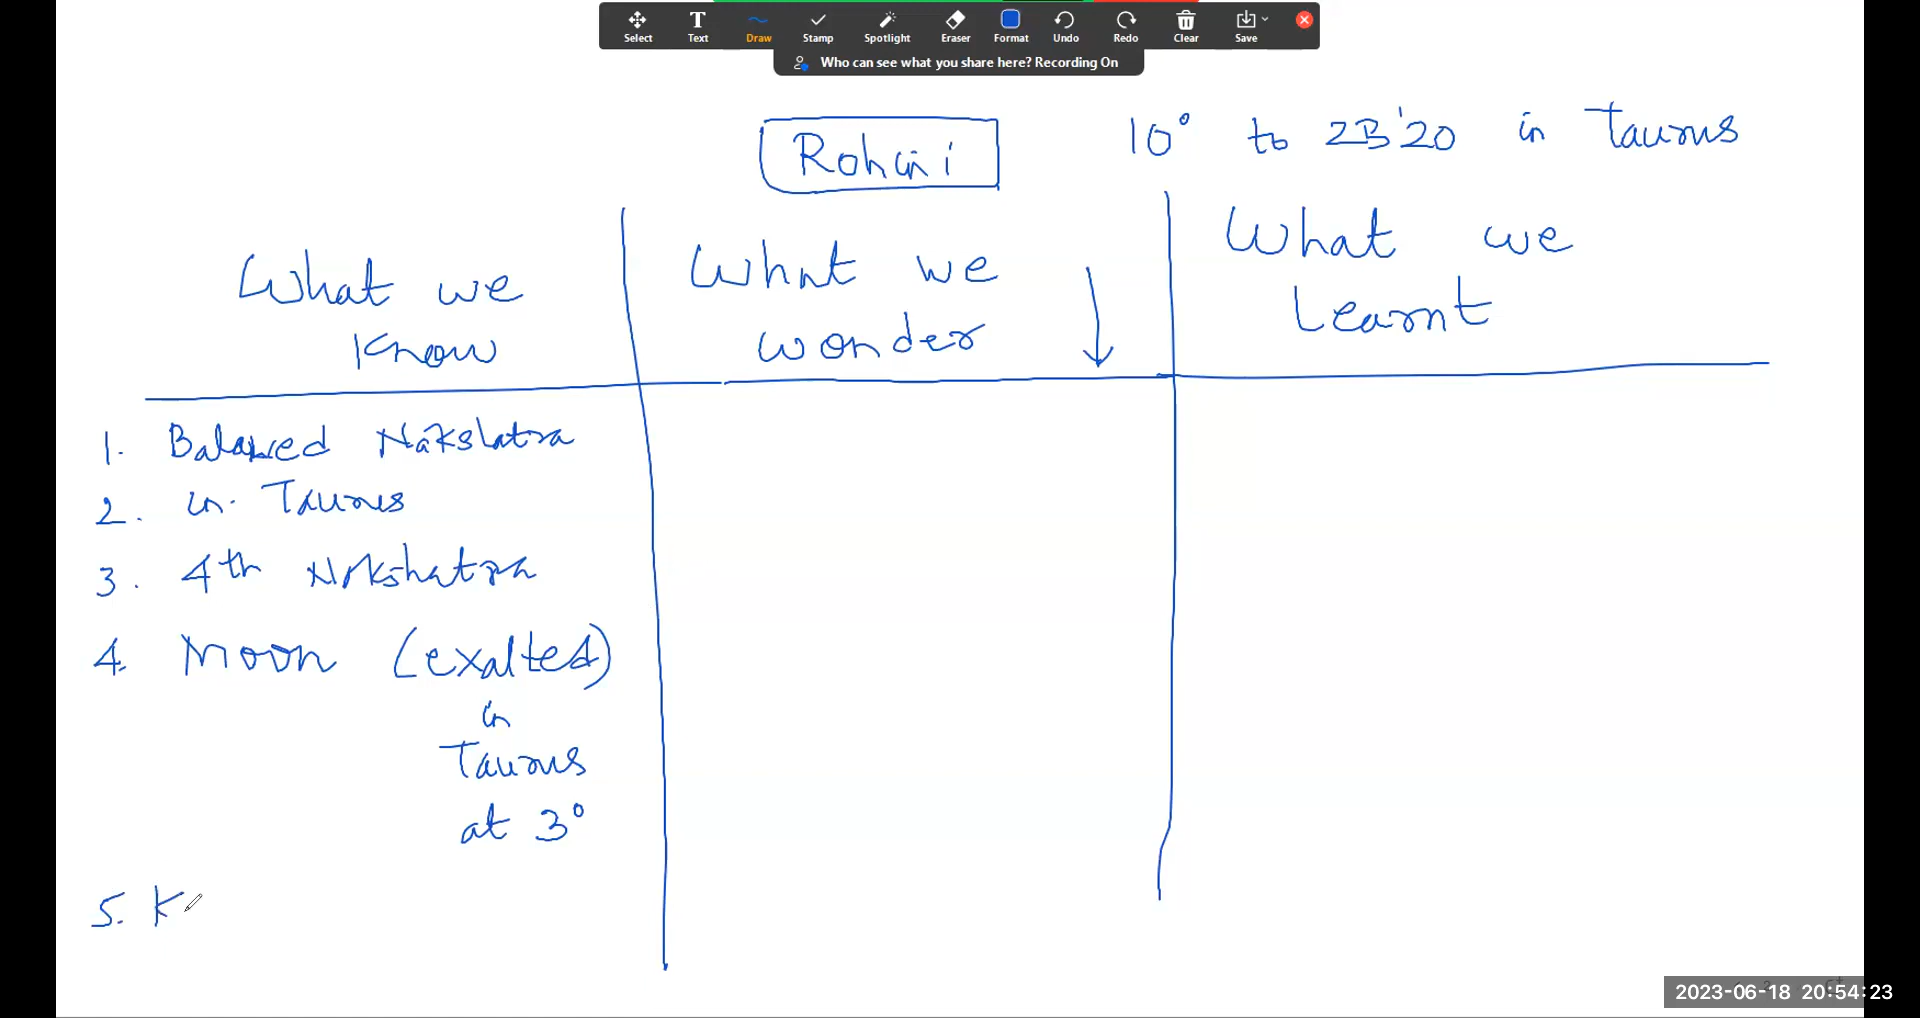 Select Text Draw Stamp Spotlight Eraser Format Undo Redo Clear Save
Who can see what you share here? Recording On
Rohini
10° to 23'20 in Taurus
What we
Know
What we
wonder
What we
Learnt
1. Balanced Nakshatra
2. in Taurus
3. 4th Nakshatra
4. Moon (exalted)
in
Taurus
at 3°
5. K
2023-06-18 20:54:23